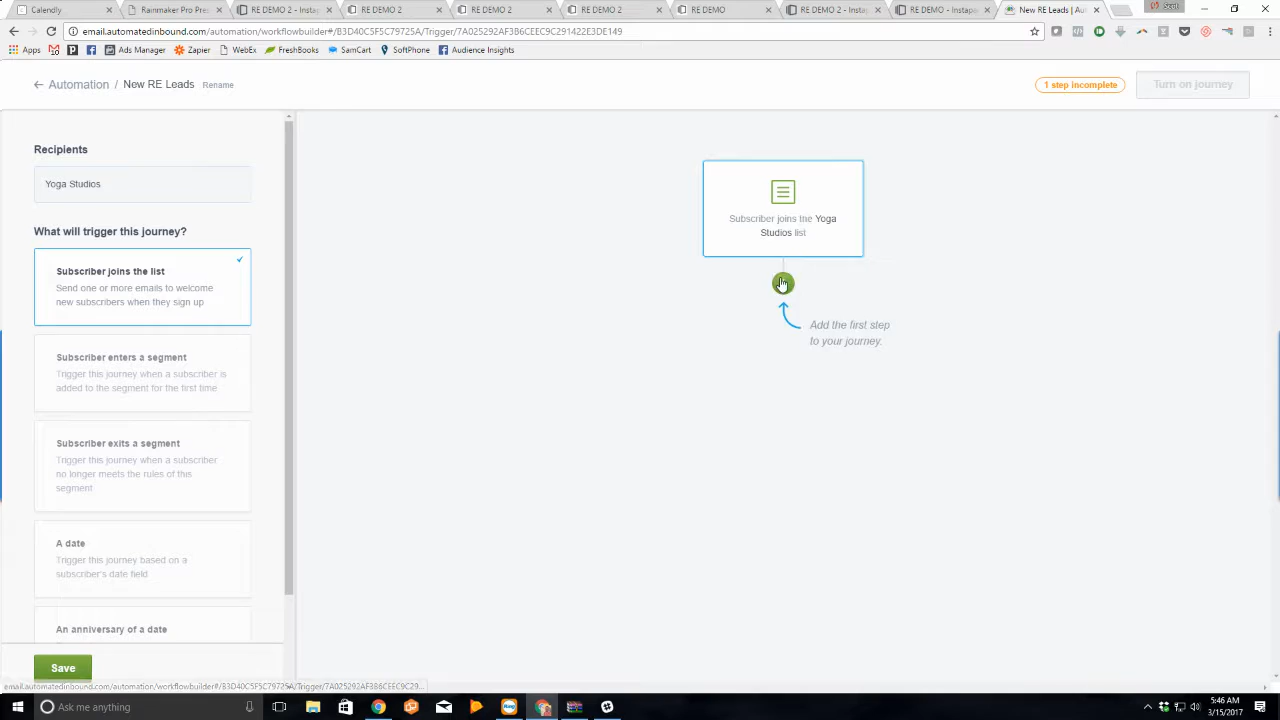 Calendly
Rainmaker Pro Pres
RE DEMO 2 - Instap
RE DEMO 2
RE DEMO 2
RE DEMO 2
RE DEMO
RE DEMO 2 - Instap
RE DEMO - Instapag
New RE Leads | Au
email.automatedinbound.com/automation/workflowbuilder#/B3D40C5F5C79725A/Trigger/7A025292AF3B6CEEC9C291422E3DE149
Apps
Ads Manager
Zapier
WebEx
FreshBooks
SamCart
SoftPhone
Audience Insights
Automation / New RE Leads Rename
1 step incomplete
Turn on journey
Recipients
Yoga Studios
What will trigger this journey?
Subscriber joins the list
Send one or more emails to welcome
new subscribers when they sign up
Subscriber enters a segment
Trigger this journey when a subscriber is
added to the segment for the first time
Subscriber exits a segment
Trigger this journey when a subscriber
no longer meets the rules of this
segment
A date
Trigger this journey based on a
subscriber's date field
An anniversary of a date
Save
Subscriber joins the Yoga
Studios list
Add the first step
to your journey.
email.automatedinbound.com/automation/workflowbuilder#/B3D40C5F5C79725A/Trigger/7A025292AF3B6CEEC9C29...
Ask me anything
5:46 AM
3/15/2017